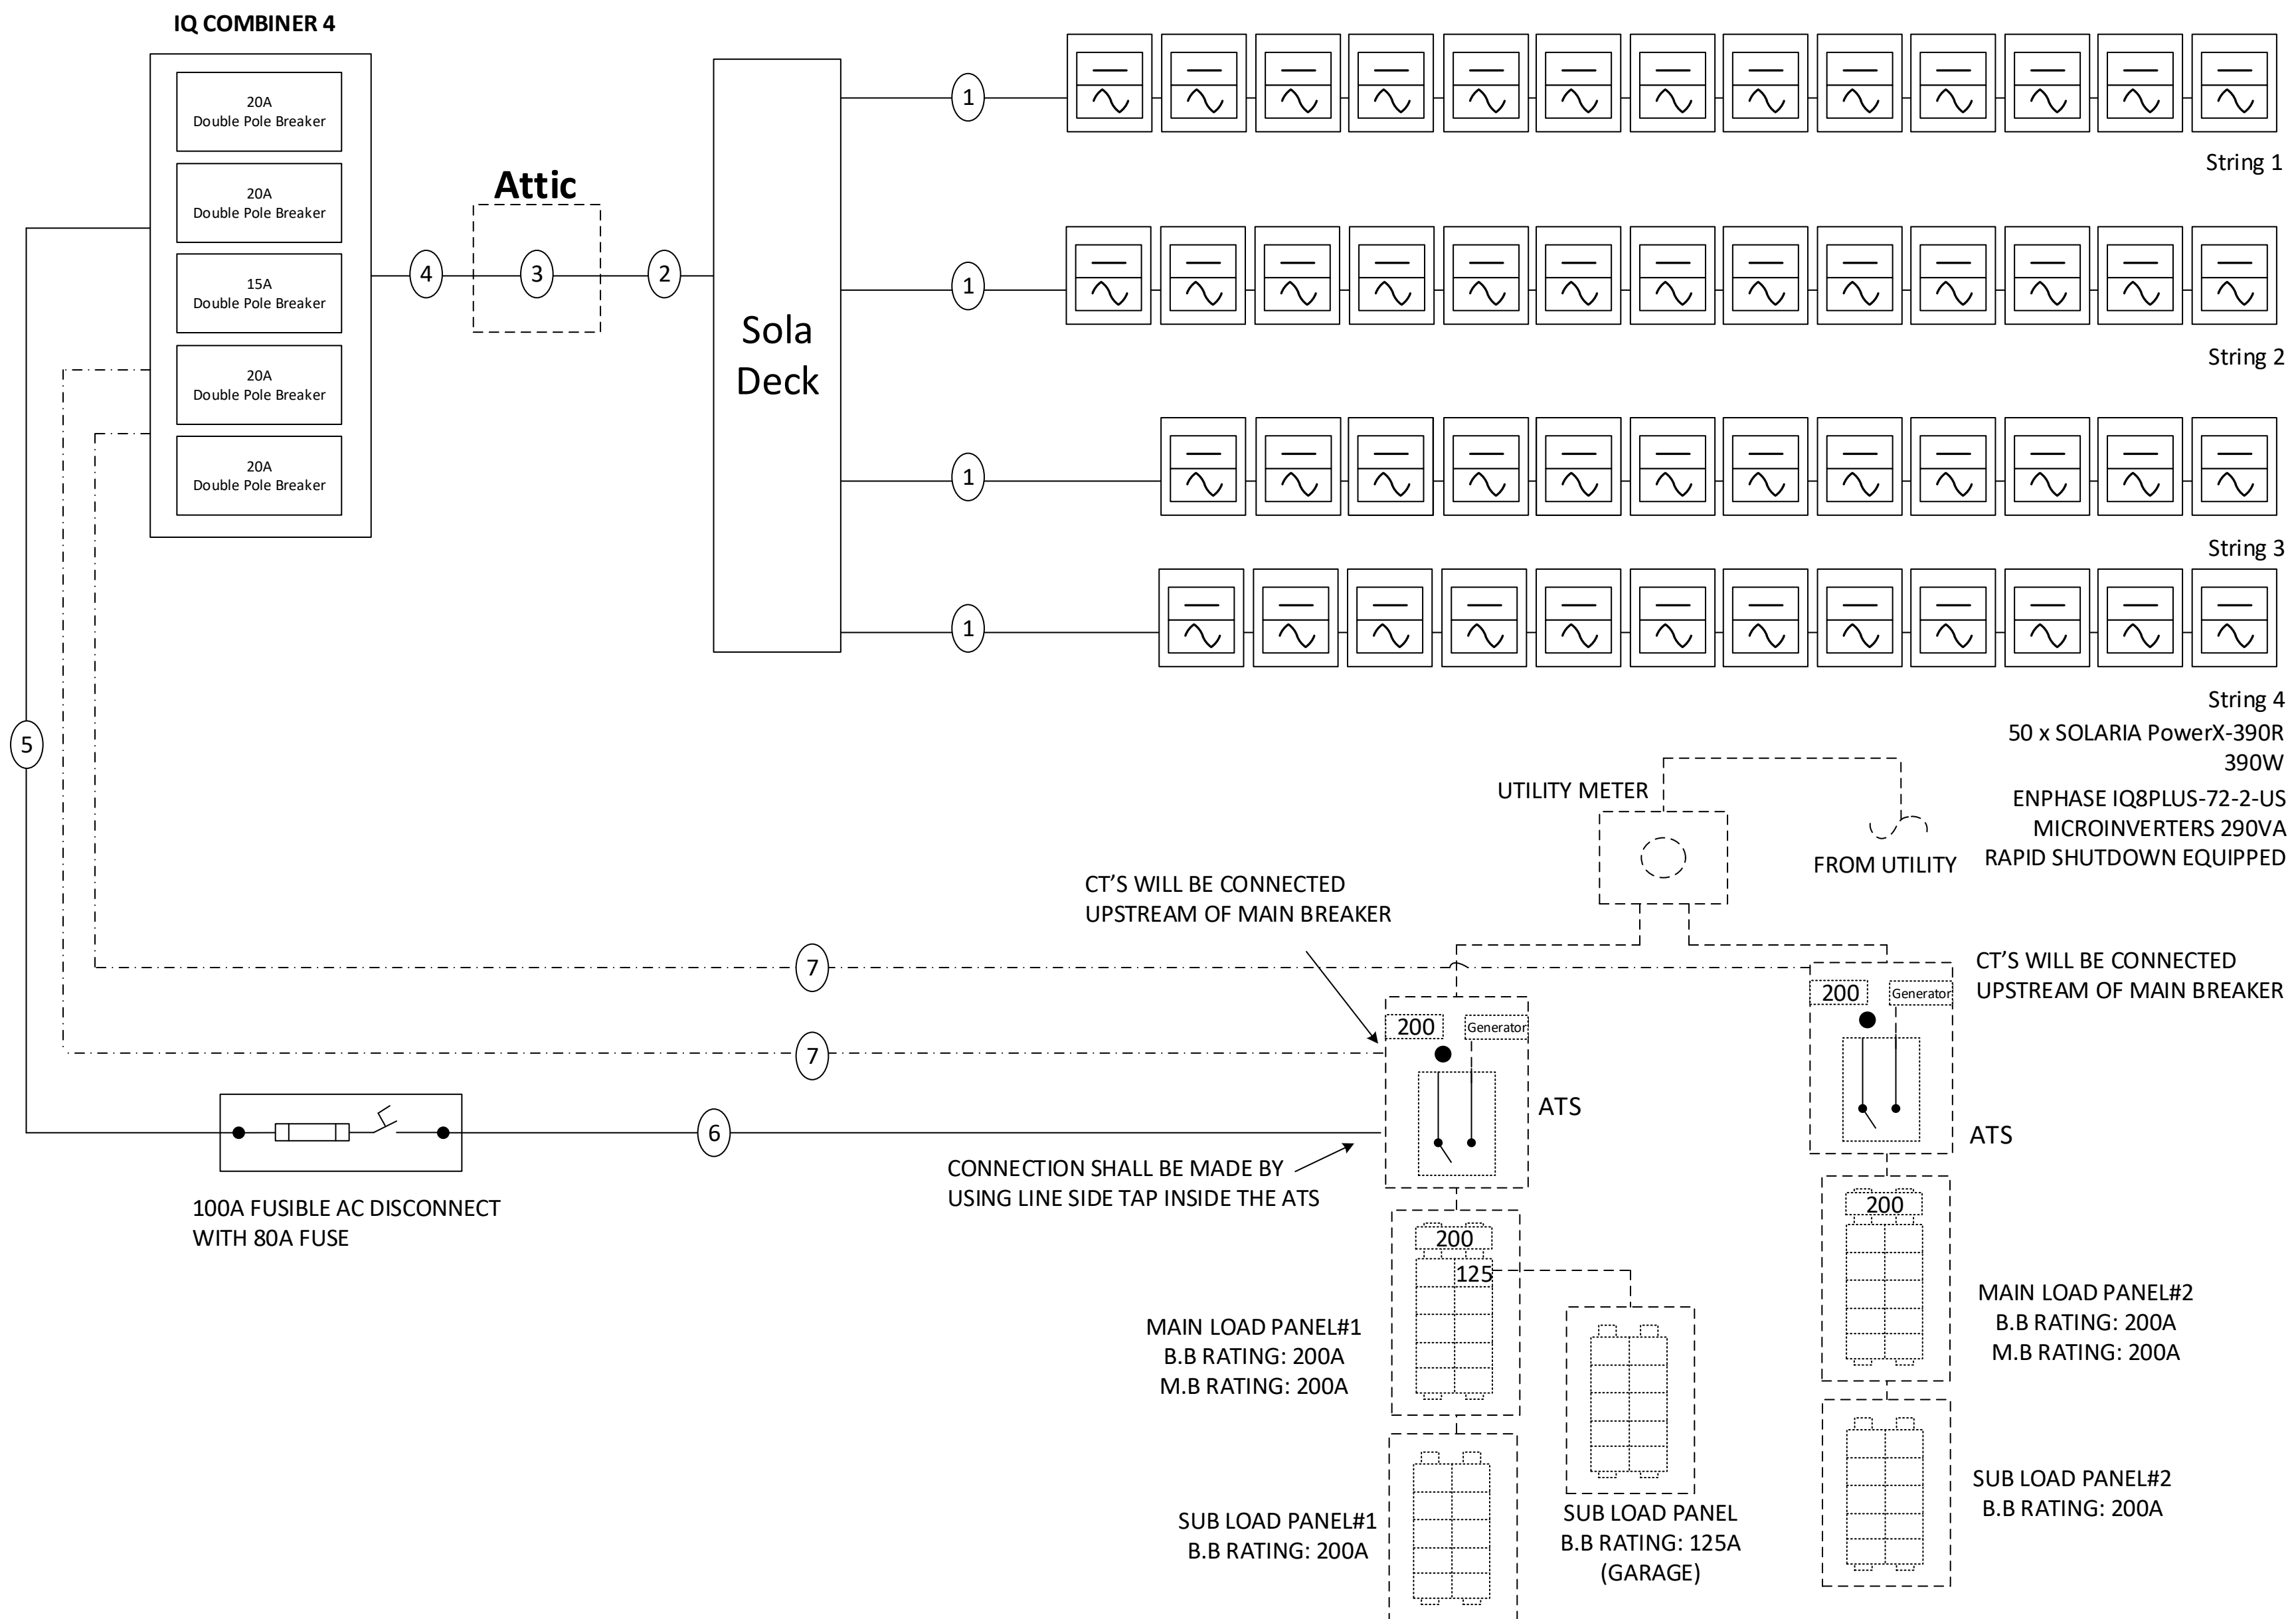 IQ COMBINER 4
20A
Double Pole Breaker
20A
Double Pole Breaker
15A
Double Pole Breaker
20A
Double Pole Breaker
20A
Double Pole Breaker
Attic
4
3
2
Sola
Deck
1
String 1
1
String 2
1
String 3
1
String 4
5
50 x SOLARIA PowerX-390R
390W
ENPHASE IQ8PLUS-72-2-US
MICROINVERTERS 290VA
RAPID SHUTDOWN EQUIPPED
UTILITY METER
FROM UTILITY
CT’S WILL BE CONNECTED
UPSTREAM OF MAIN BREAKER
7
CT’S WILL BE CONNECTED
UPSTREAM OF MAIN BREAKER
200
Generator
200
Generator
7
ATS
ATS
6
CONNECTION SHALL BE MADE BY
USING LINE SIDE TAP INSIDE THE ATS
100A FUSIBLE AC DISCONNECT
WITH 80A FUSE
200
125
200
MAIN LOAD PANEL#1
B.B RATING: 200A
M.B RATING: 200A
MAIN LOAD PANEL#2
B.B RATING: 200A
M.B RATING: 200A
SUB LOAD PANEL#1
B.B RATING: 200A
SUB LOAD PANEL
B.B RATING: 125A
(GARAGE)
SUB LOAD PANEL#2
B.B RATING: 200A